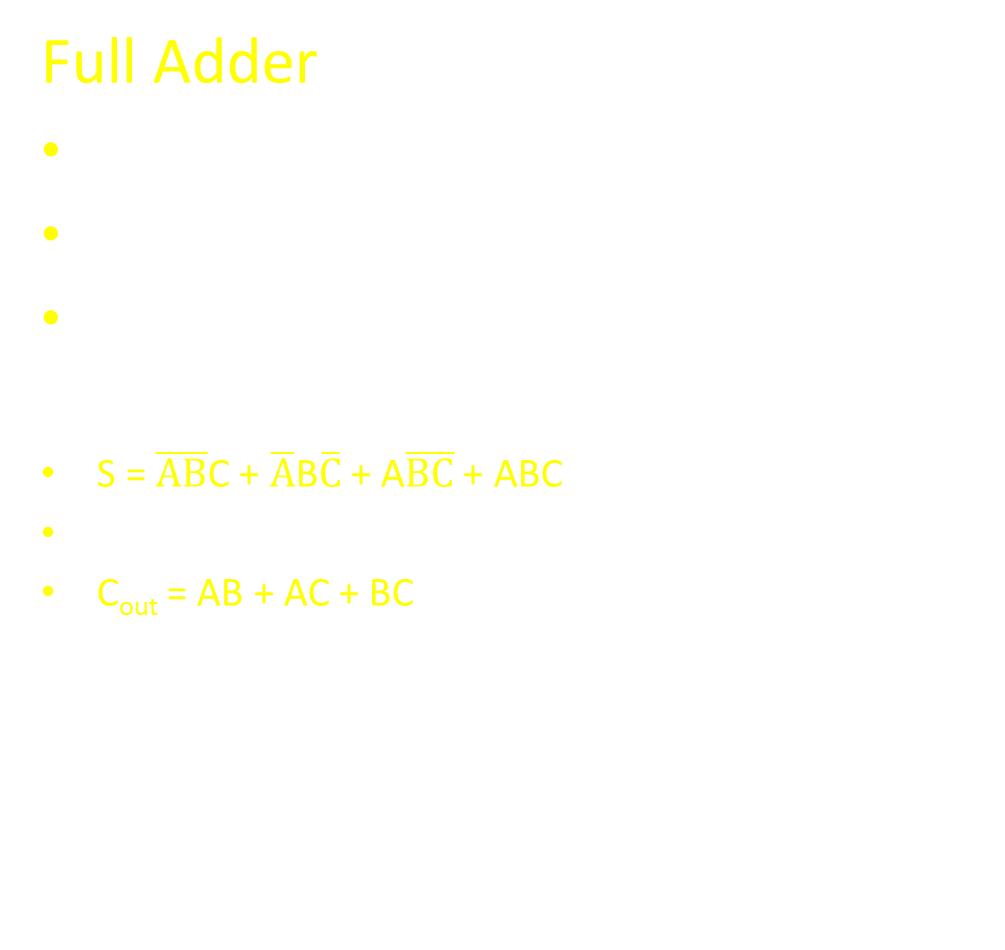 Full Adder
•
•
•
• S = A̅B̅C + A̅BC̅ + AB̅C̅ + ABC
•
• Cout = AB + AC + BC